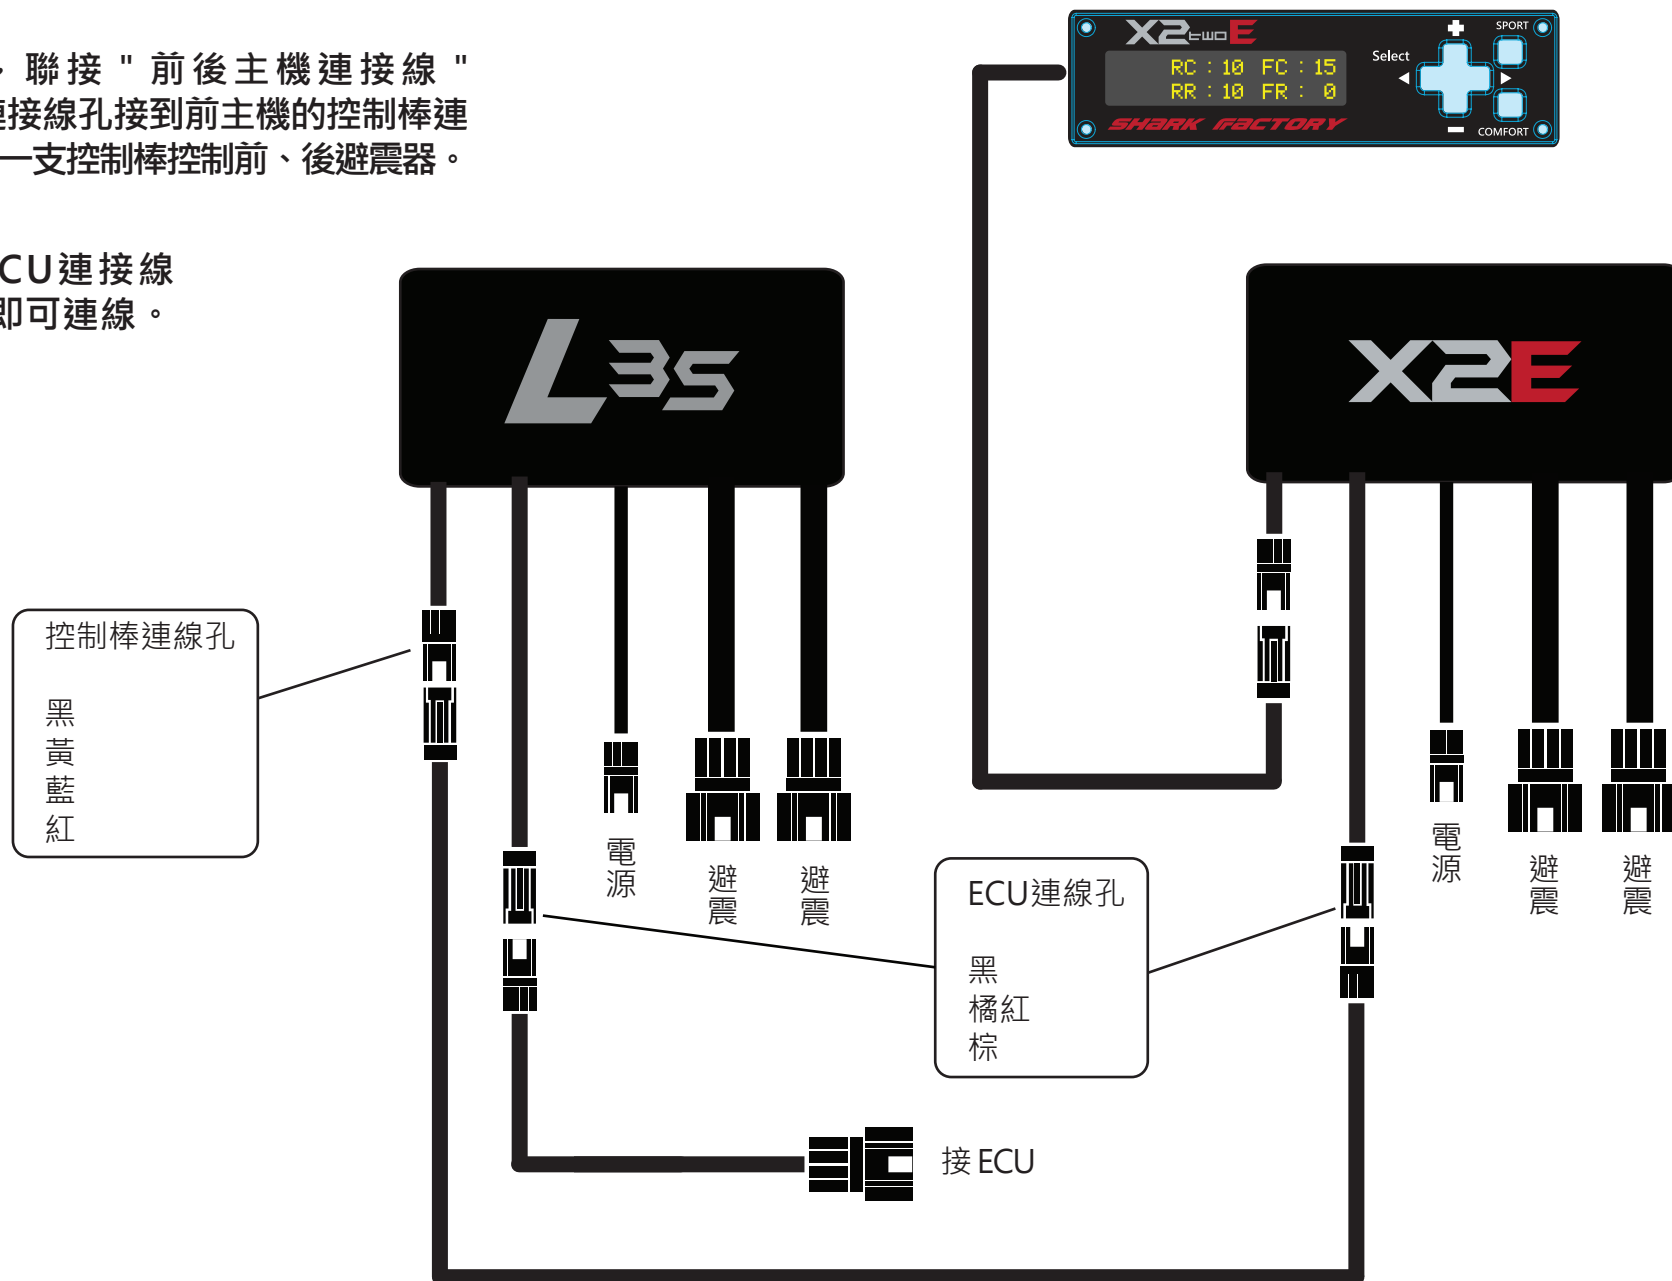 聯接 " 前後主機連接線 "
連接線孔接到前主機的控制棒連
一支控制棒控制前、後避震器。
CU連接線
即可連線。
X2 two E
RC : 10 FC : 15
RR : 10 FR : 0
SHARK FACTORY
Select
SPORT
COMFORT
L3S
X2E
控制棒連線孔
黑
黃
藍
紅
電源
避震
避震
ECU連線孔
黑
橘紅
棕
電源
避震
避震
接 ECU